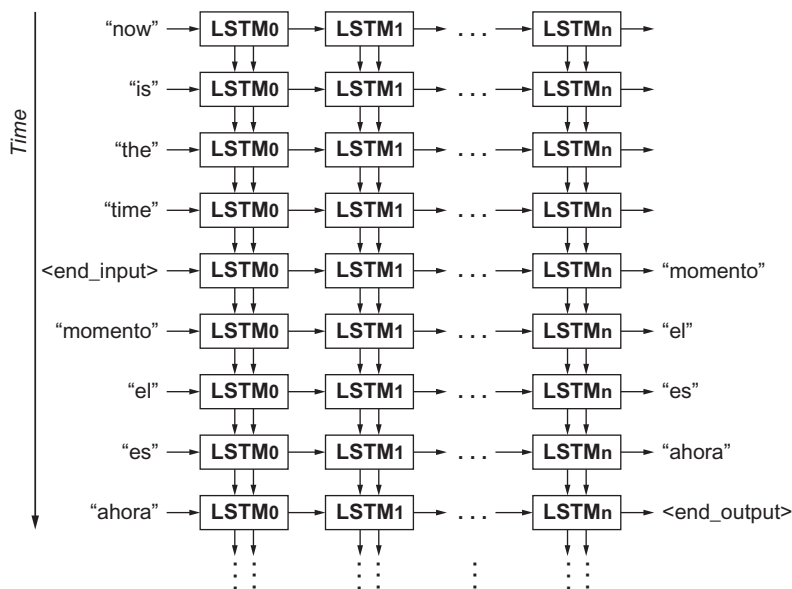 Time
“now” LSTM0 LSTM1 . . . LSTMn
“is” LSTM0 LSTM1 . . . LSTMn
“the” LSTM0 LSTM1 . . . LSTMn
“time” LSTM0 LSTM1 . . . LSTMn
<end_input> LSTM0 LSTM1 . . . LSTMn “momento”
“momento” LSTM0 LSTM1 . . . LSTMn “el”
“el” LSTM0 LSTM1 . . . LSTMn “es”
“es” LSTM0 LSTM1 . . . LSTMn “ahora”
“ahora” LSTM0 LSTM1 . . . LSTMn <end_output>